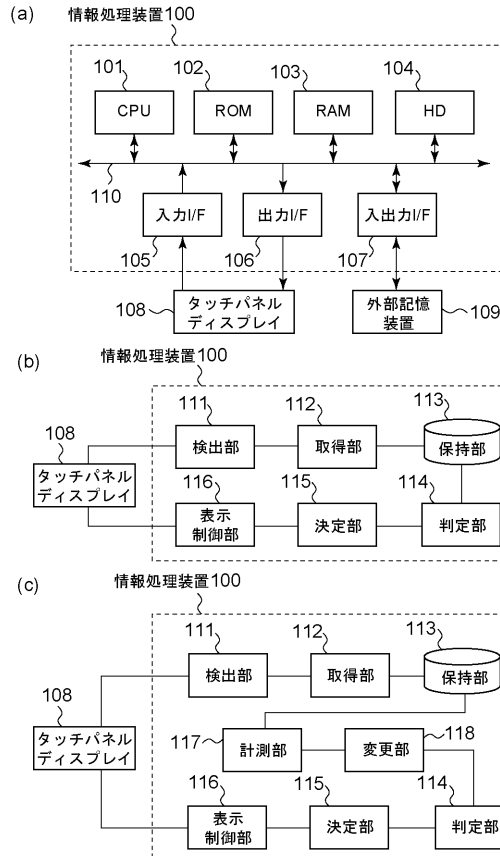 (a)
情報処理装置100
101
102
103
104
CPU
ROM
RAM
HD
110
入力I/F
出力I/F
入出力I/F
105
106
107
108
タッチパネル
ディスプレイ
外部記憶
装置
109
(b)
情報処理装置100
108
タッチパネル
ディスプレイ
111
112
113
検出部
取得部
保持部
116
115
114
表示
制御部
決定部
判定部
(c)
情報処理装置100
111
112
113
検出部
取得部
保持部
108
タッチパネル
ディスプレイ
117
計測部
変更部
118
116
115
114
表示
制御部
決定部
判定部